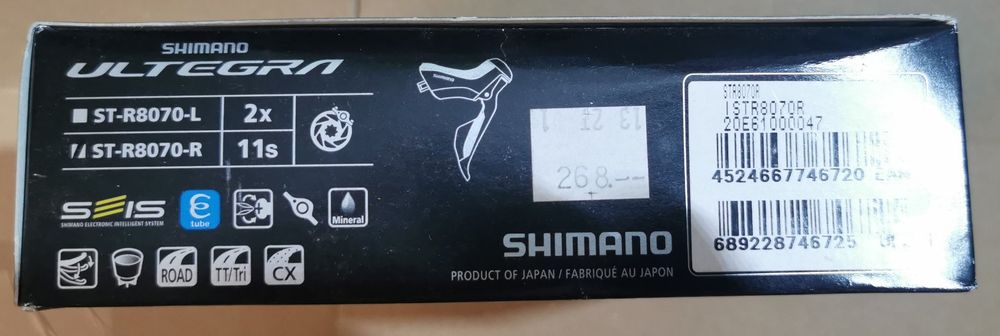 SHIMANO
ULTEGRA
ST-R8070-L 2x
ST-R8070-R 11s
SEIS
SHIMANO ELECTRONIC INTELLIGENT SYSTEM
E
tube
Mineral
ROAD
TT/Tri
CX
268.--
SHIMANO
PRODUCT OF JAPAN / FABRIQUÉ AU JAPON
STR8070R
ISTR8070R
20E61000047
4524667746720 EAN
689228746725